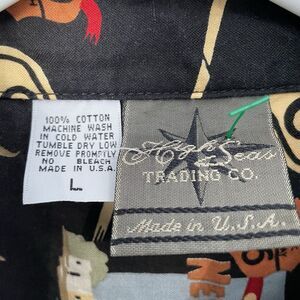 100% COTTON
MACHINE WASH
IN COLD WATER
TUMBLE DRY LOW
REMOVE PROMPTLY
NO BLEACH
MADE IN U.S.A.
L
High Seas
TRADING CO.
Made in U.S.A.
NE